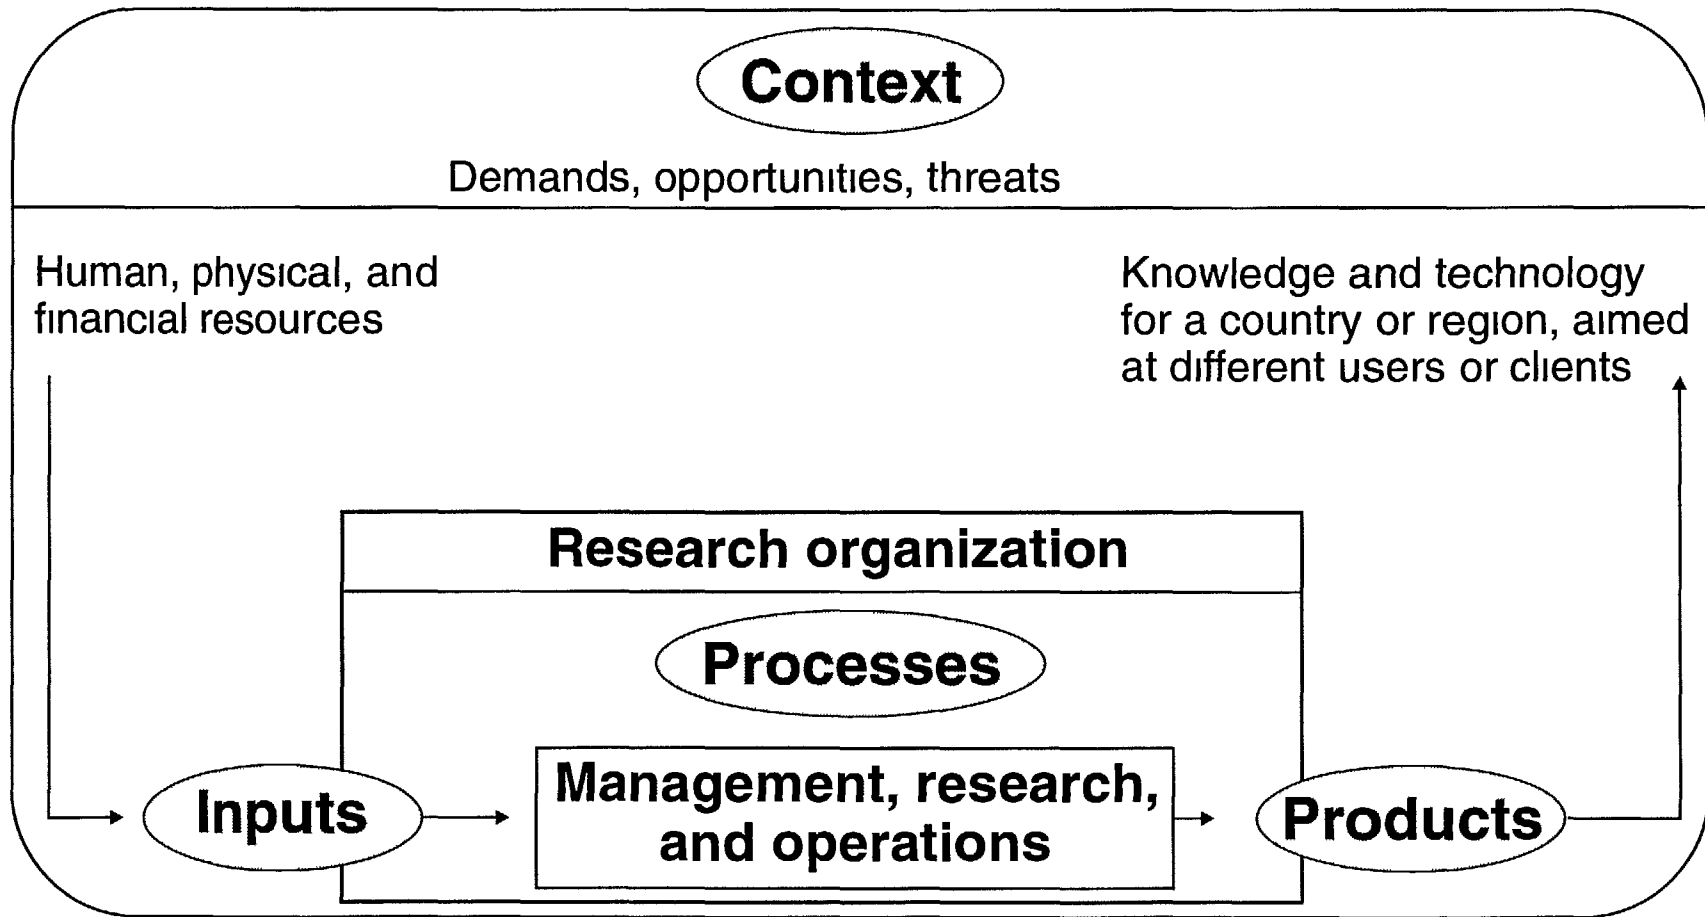 Context
Demands, opportunities, threats
Human, physical, and
financial resources
Knowledge and technology
for a country or region, aimed
at different users or clients
Research organization
Processes
Inputs
Management, research,
and operations
Products